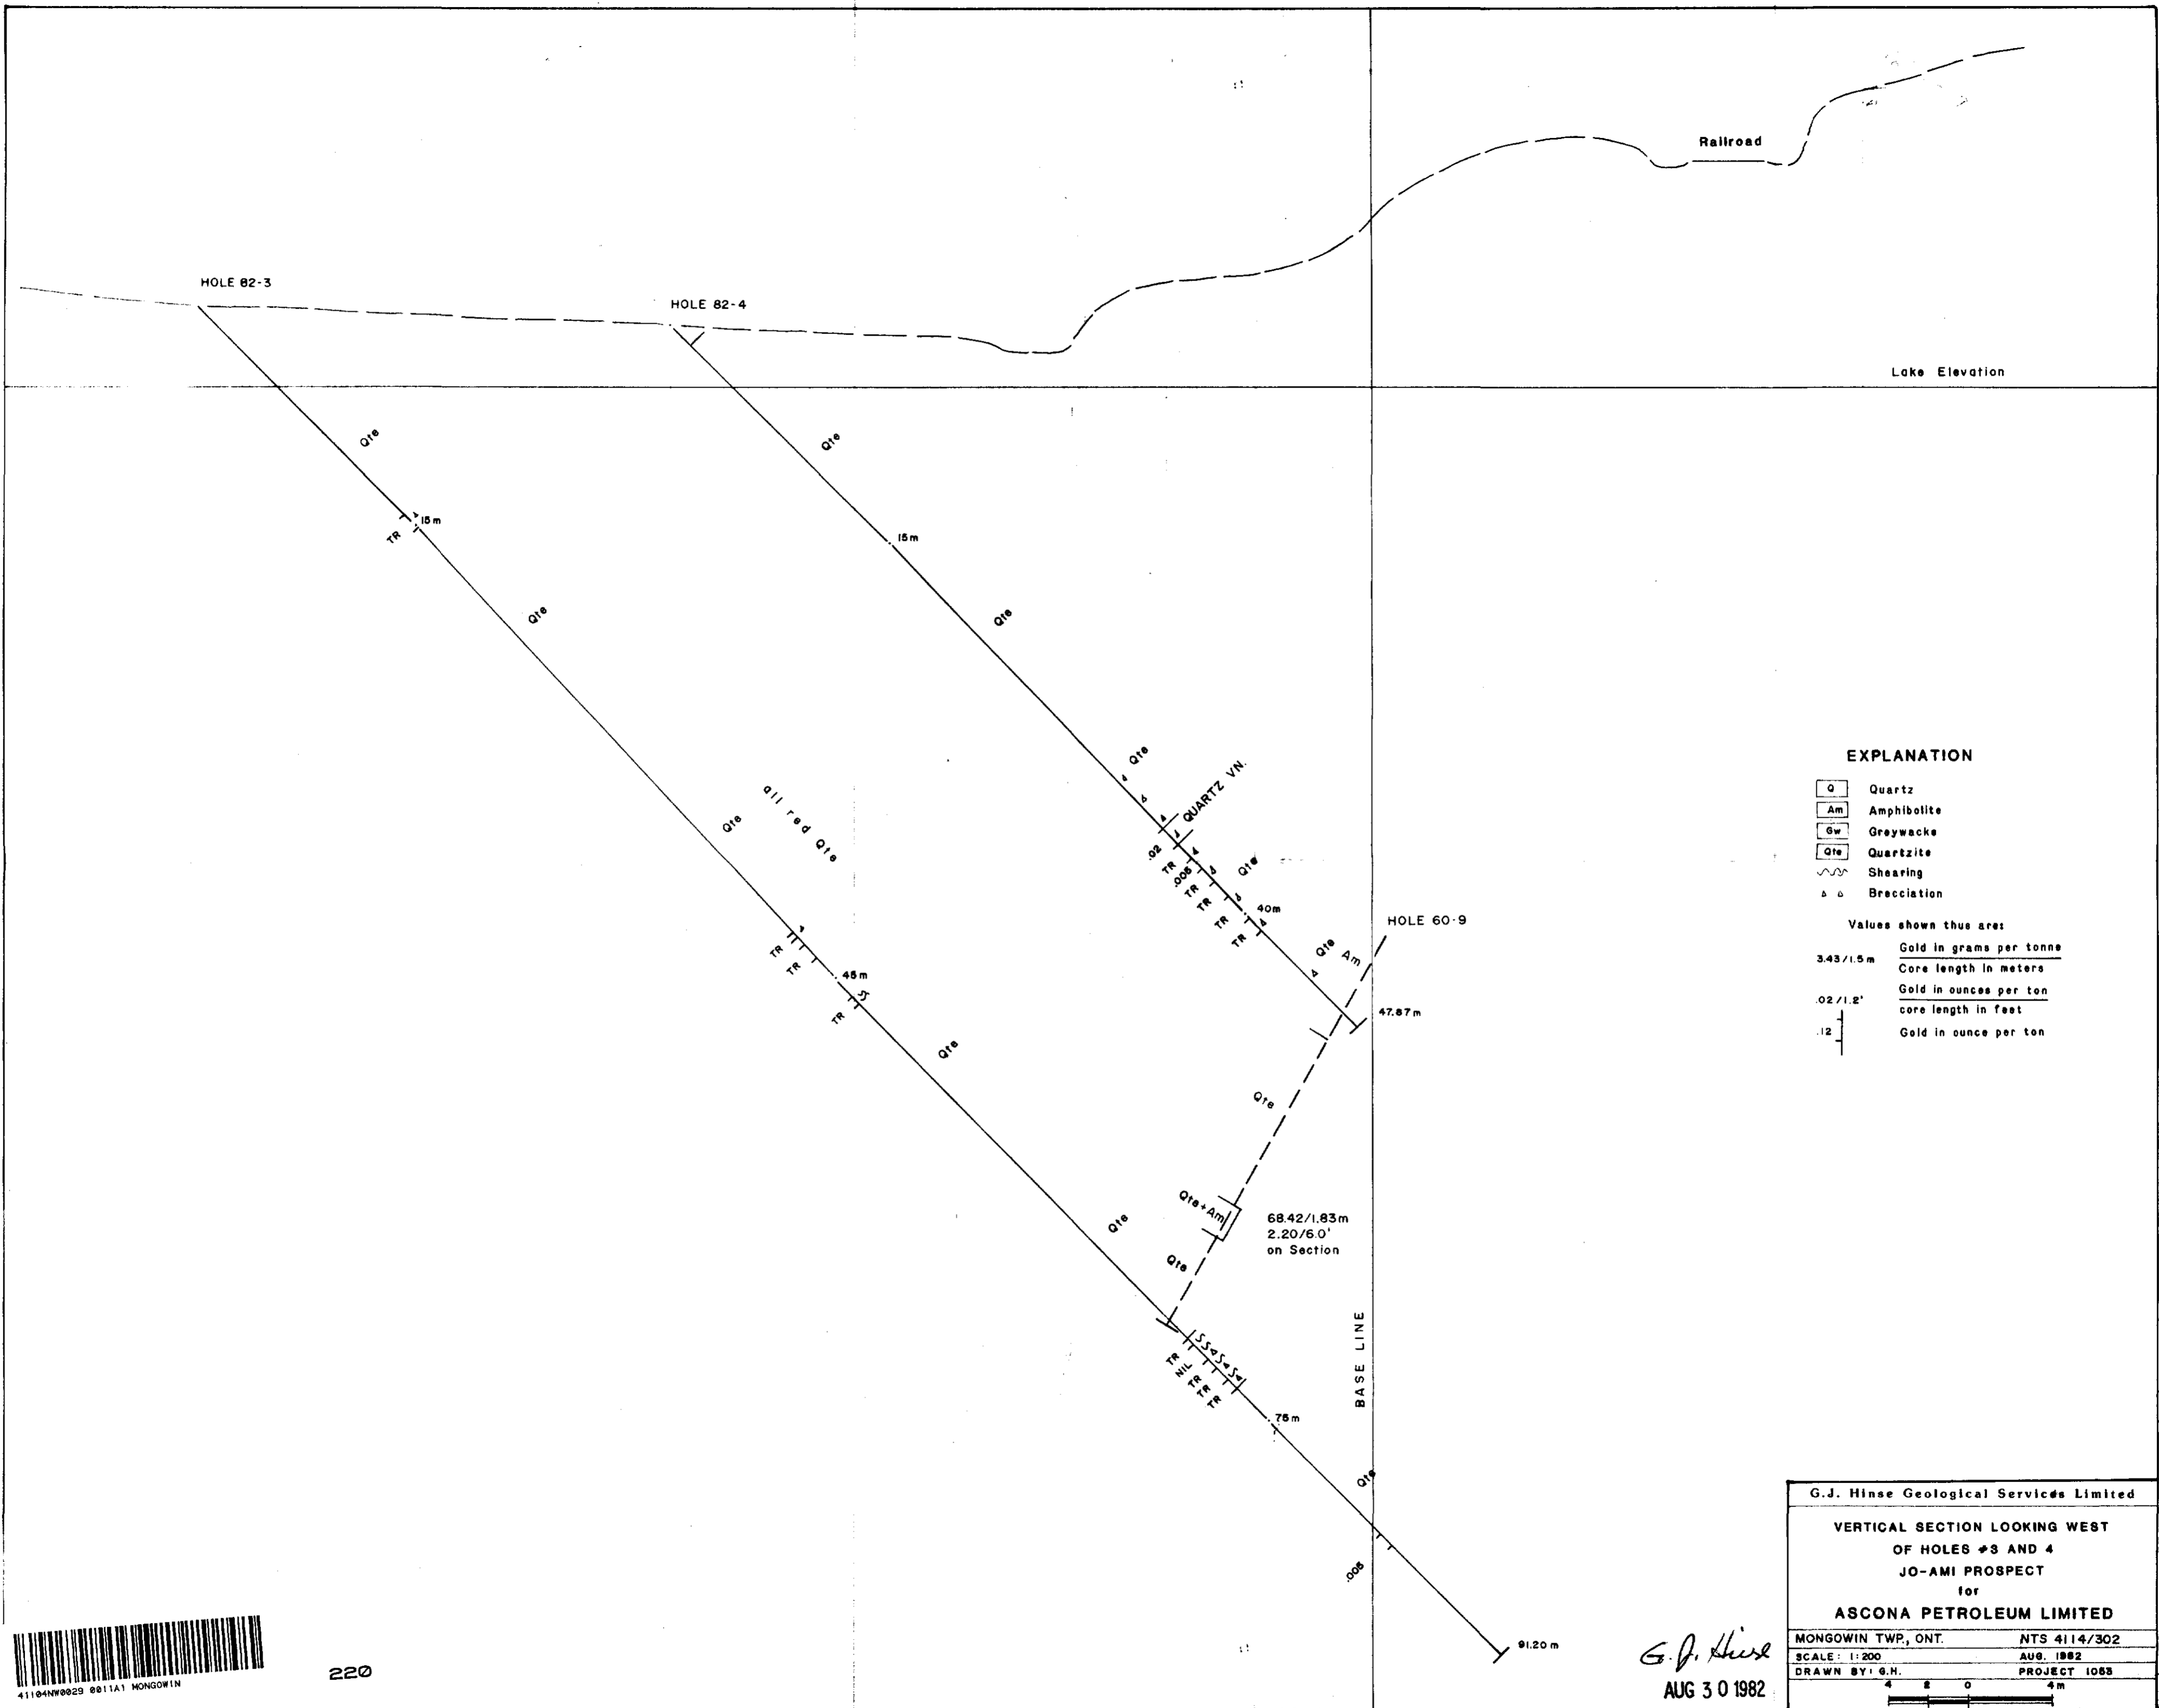 Railroad
HOLE 82-3
HOLE 82-4
Lake Elevation
Qte
Qte
15m
TR
15m
Qte
Qte
Qte
QUARTZ VN.
all red Qte
Qte
.02
TR
.005
TR
TR
TR
TR
Qte
40m
HOLE 60-9
Qte Am
47.87m
TR
TR
45m
TR
Qte
Qte
Qte+Am
68.42/1.83m
2.20/6.0'
on Section
Qte
Qte
TR
NIL
TR
TR
TR
75m
BASE LINE
Qte
.005
91.20 m
EXPLANATION
Q Quartz
Am Amphibolite
Gw Greywacke
Qte Quartzite
Shearing
Brecciation
Values shown thus are:
3.43/1.5m Gold in grams per tonne
Core length in meters
.02/1.2' Gold in ounces per ton
core length in feet
.12 Gold in ounce per ton
G.J. Hinse Geological Services Limited
VERTICAL SECTION LOOKING WEST
OF HOLES #3 AND 4
JO-AMI PROSPECT
for
ASCONA PETROLEUM LIMITED
MONGOWIN TWP., ONT. NTS 4114/302
SCALE: 1:200 AUG. 1982
DRAWN BY: G.H. PROJECT 1053
4 2 0 4m
G.J. Hinse
AUG 30 1982
41I04NW0029 0011A1 MONGOWIN
220